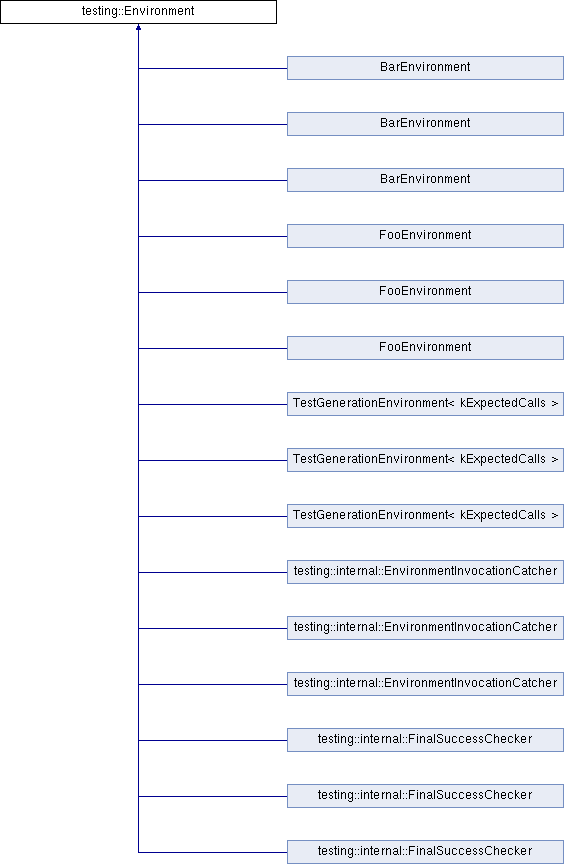 testing::Environment
BarEnvironment
BarEnvironment
BarEnvironment
FooEnvironment
FooEnvironment
FooEnvironment
TestGenerationEnvironment< kExpectedCalls >
TestGenerationEnvironment< kExpectedCalls >
TestGenerationEnvironment< kExpectedCalls >
testing::internal::EnvironmentInvocationCatcher
testing::internal::EnvironmentInvocationCatcher
testing::internal::EnvironmentInvocationCatcher
testing::internal::FinalSuccessChecker
testing::internal::FinalSuccessChecker
testing::internal::FinalSuccessChecker